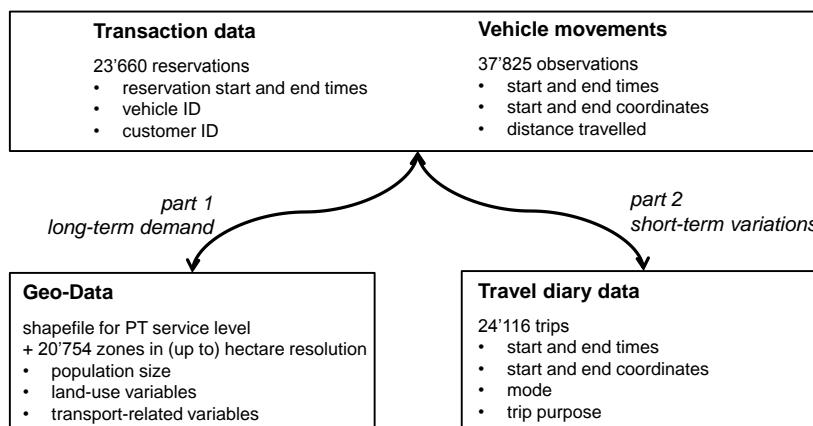 Transaction data
23’660 reservations
• reservation start and end times
• vehicle ID
• customer ID
Vehicle movements
37’825 observations
• start and end times
• start and end coordinates
• distance travelled
part 1
long-term demand
part 2
short-term variations
Geo-Data
shapefile for PT service level
+ 20’754 zones in (up to) hectare resolution
• population size
• land-use variables
• transport-related variables
Travel diary data
24’116 trips
• start and end times
• start and end coordinates
• mode
• trip purpose